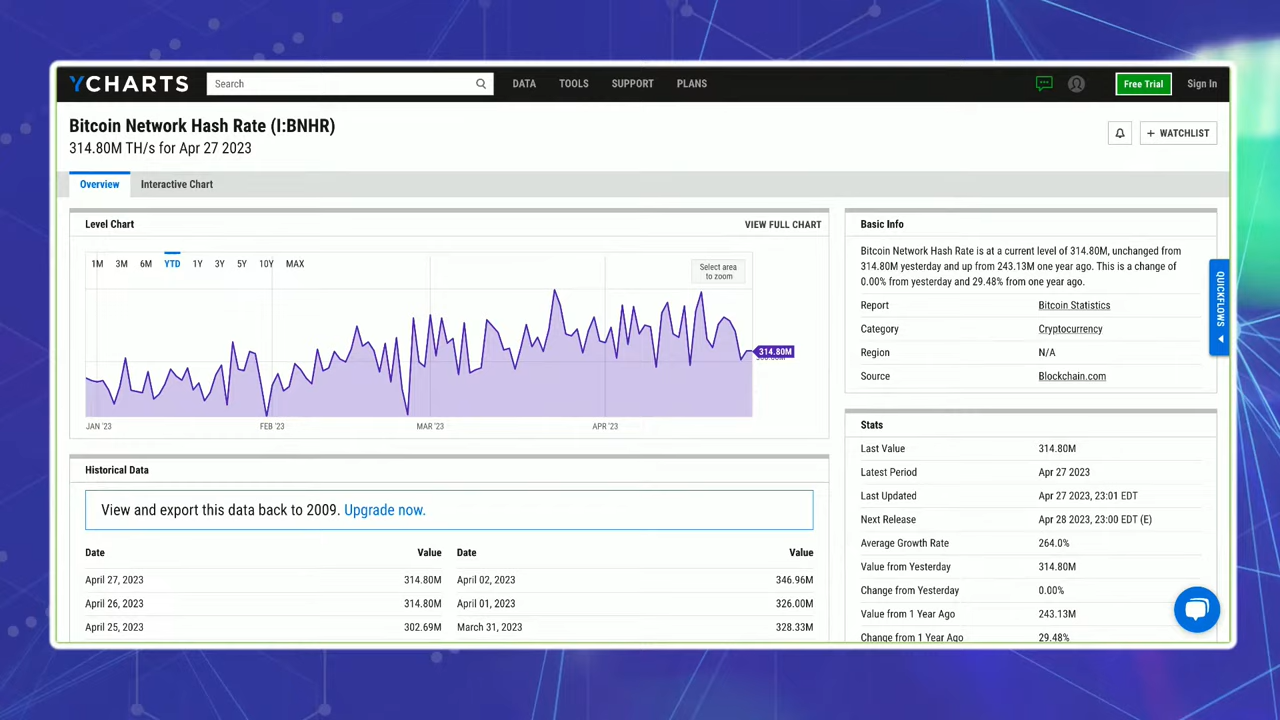 YCHARTS
Search
DATA
TOOLS
SUPPORT
PLANS
Free Trial
Sign In
Bitcoin Network Hash Rate (I:BNHR)
314.80M TH/s for Apr 27 2023
+ WATCHLIST
Overview
Interactive Chart
Level Chart
VIEW FULL CHART
1M 3M 6M YTD 1Y 3Y 5Y 10Y MAX
Select area
to zoom
314.80M
JAN '23 FEB '23 MAR '23 APR '23
Historical Data
View and export this data back to 2009. Upgrade now.
Date Value Date Value
April 27, 2023 314.80M April 02, 2023 346.96M
April 26, 2023 314.80M April 01, 2023 326.00M
April 25, 2023 302.69M March 31, 2023 328.33M
Basic Info
Bitcoin Network Hash Rate is at a current level of 314.80M, unchanged from
314.80M yesterday and up from 243.13M one year ago. This is a change of
0.00% from yesterday and 29.48% from one year ago.
Report Bitcoin Statistics
Category Cryptocurrency
Region N/A
Source Blockchain.com
QUICKFLOWS
Stats
Last Value 314.80M
Latest Period Apr 27 2023
Last Updated Apr 27 2023, 23:01 EDT
Next Release Apr 28 2023, 23:00 EDT (E)
Average Growth Rate 264.0%
Value from Yesterday 314.80M
Change from Yesterday 0.00%
Value from 1 Year Ago 243.13M
Change from 1 Year Ago 29.48%